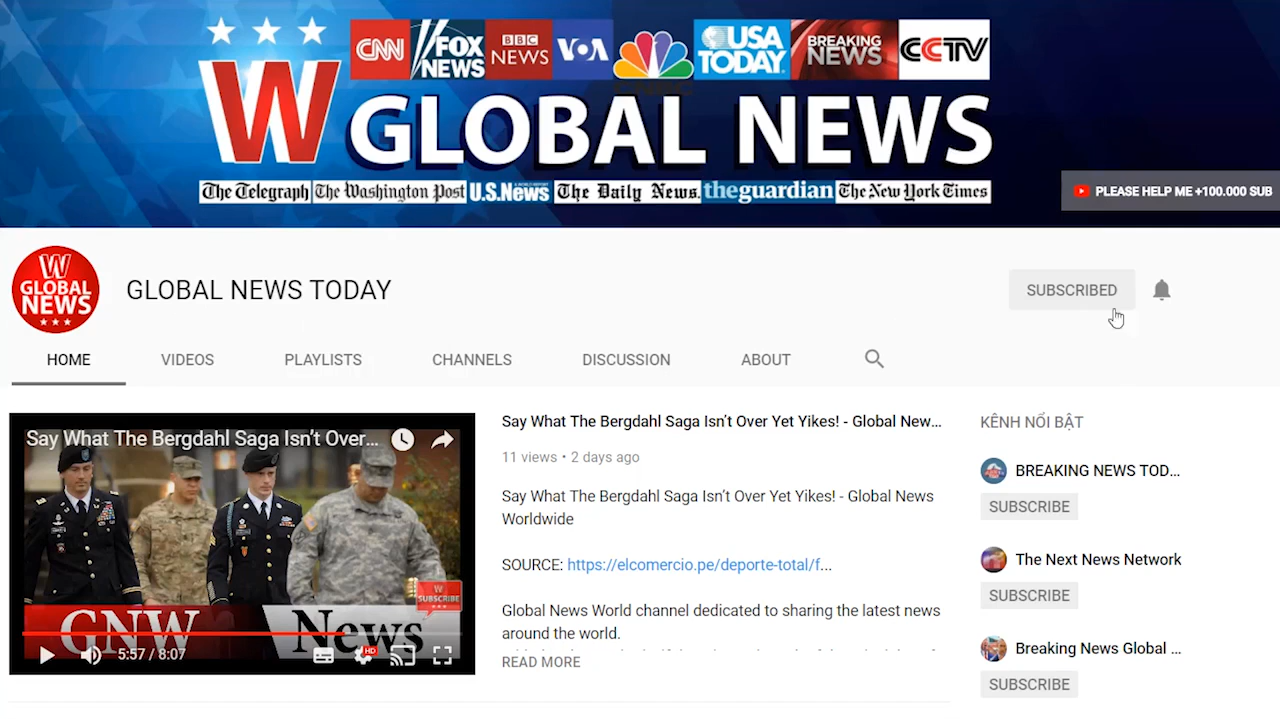 CNN
FOX NEWS
BBC NEWS
VOA
USA TODAY
BREAKING NEWS
CCTV
W GLOBAL NEWS
The Telegraph
The Washington Post
U.S.News
The Daily News.
theguardian
The New York Times
PLEASE HELP ME +100.000 SUB
W
GLOBAL
NEWS
GLOBAL NEWS TODAY
SUBSCRIBED
HOME
VIDEOS
PLAYLISTS
CHANNELS
DISCUSSION
ABOUT
Say What The Bergdahl Saga Isn't Over...
W
SUBSCRIBE
GNW News
5:57 / 8:07
HD
Say What The Bergdahl Saga Isn't Over Yet Yikes! - Global New...
11 views • 2 days ago
Say What The Bergdahl Saga Isn't Over Yet Yikes! - Global News
Worldwide
SOURCE: https://elcomercio.pe/deporte-total/f...
Global News World channel dedicated to sharing the latest news
around the world.
READ MORE
KÊNH NỔI BẬT
BREAKING NEWS TOD...
SUBSCRIBE
The Next News Network
SUBSCRIBE
Breaking News Global ...
SUBSCRIBE